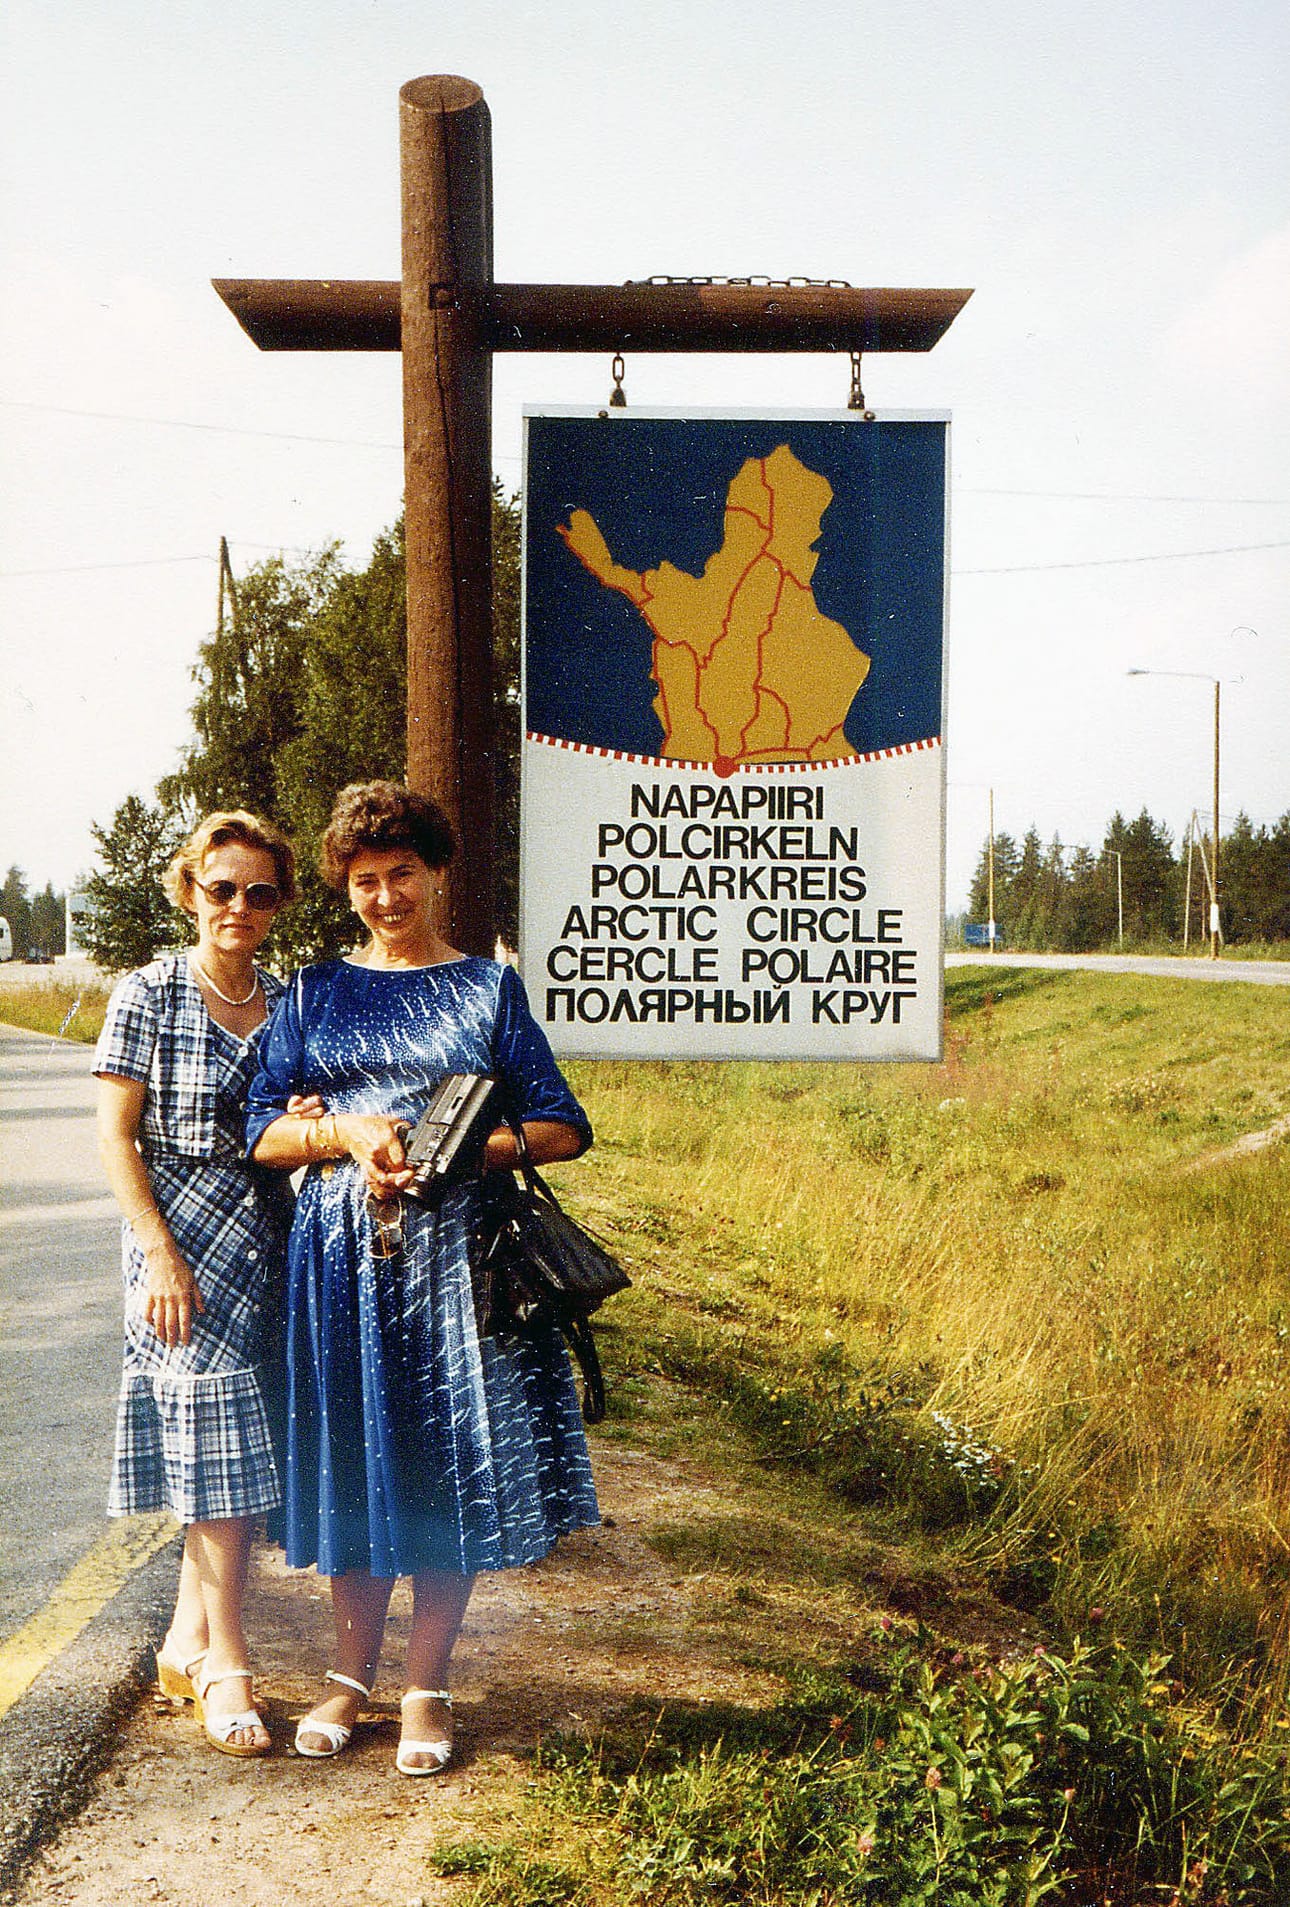 NAPAPIIRI
POLCIRKELN
POLARKREIS
ARCTIC CIRCLE
CERCLE POLAIRE
ПОЛЯРНЫЙ КРУГ